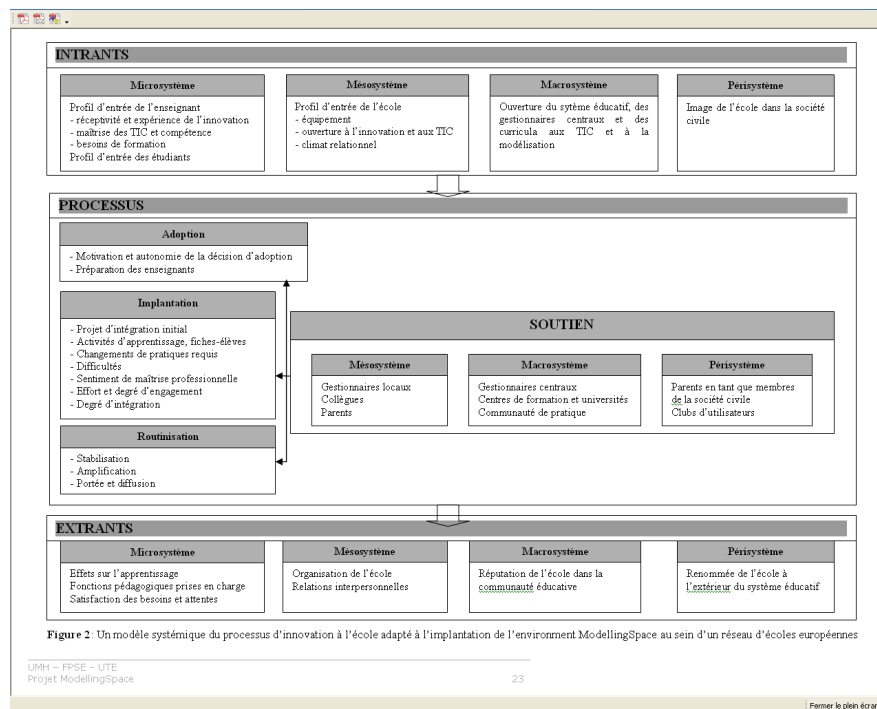 INTRANTS
Microsystème
Profil d'entrée de l'enseignant
- réceptivité et expérience de l'innovation
- maîtrise des TIC et compétence
- besoins de formation
Profil d'entrée des étudiants
Mésosystème
Profil d'entrée de l'école
- équipement
- ouverture à l'innovation et aux TIC
- climat relationnel
Macrosystème
Ouverture du sytème éducatif, des
gestionnaires centraux et des
curricula aux TIC et à la
modélisation
Périsystème
Image de l'école dans la société
civile
PROCESSUS
Adoption
- Motivation et autonomie de la décision d'adoption
- Préparation des enseignants
Implantation
- Projet d'intégration initial
- Activités d'apprentissage, fiches-élèves
- Changements de pratiques requis
- Difficultés
- Sentiment de maîtrise professionnelle
- Effort et degré d'engagement
- Degré d'intégration
Routinisation
- Stabilisation
- Amplification
- Portée et diffusion
SOUTIEN
Mésosystème
Gestionnaires locaux
Collègues
Parents
Macrosystème
Gestionnaires centraux
Centres de formation et universités
Communauté de pratique
Périsystème
Parents en tant que membres
de la société civile
Clubs d'utilisateurs
EXTRANTS
Microsystème
Effets sur l'apprentissage
Fonctions pédagogiques prises en charge
Satisfaction des besoins et attentes
Mésosystème
Organisation de l'école
Relations interpersonnelles
Macrosystème
Réputation de l'école dans la
communauté éducative
Périsystème
Renommée de l'école à
l'extérieur du système éducatif
Figure 2: Un modèle systémique du processus d'innovation à l'école adapté à l'implantation de l'environment ModellingSpace au sein d'un réseau d'écoles européennes
UMH – FPSE - UTE
Projet ModellingSpace
23
Fermer le plein écran